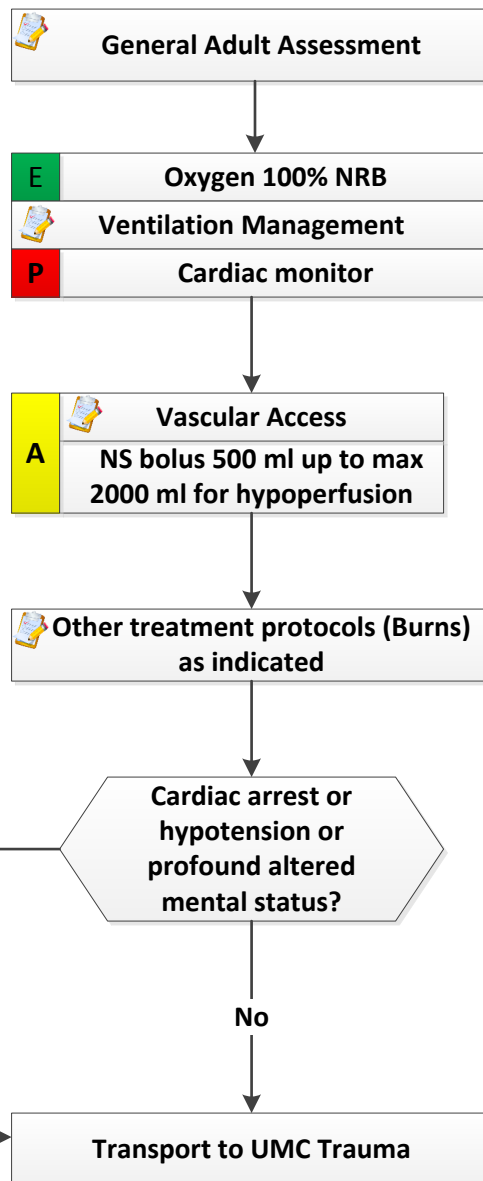 General Adult Assessment
E
Oxygen 100% NRB
Ventilation Management
P
Cardiac monitor
A
Vascular Access
NS bolus 500 ml up to max
2000 ml for hypoperfusion
Other treatment protocols (Burns)
as indicated
Cardiac arrest or
hypotension or
profound altered
mental status?
No
Transport to UMC Trauma